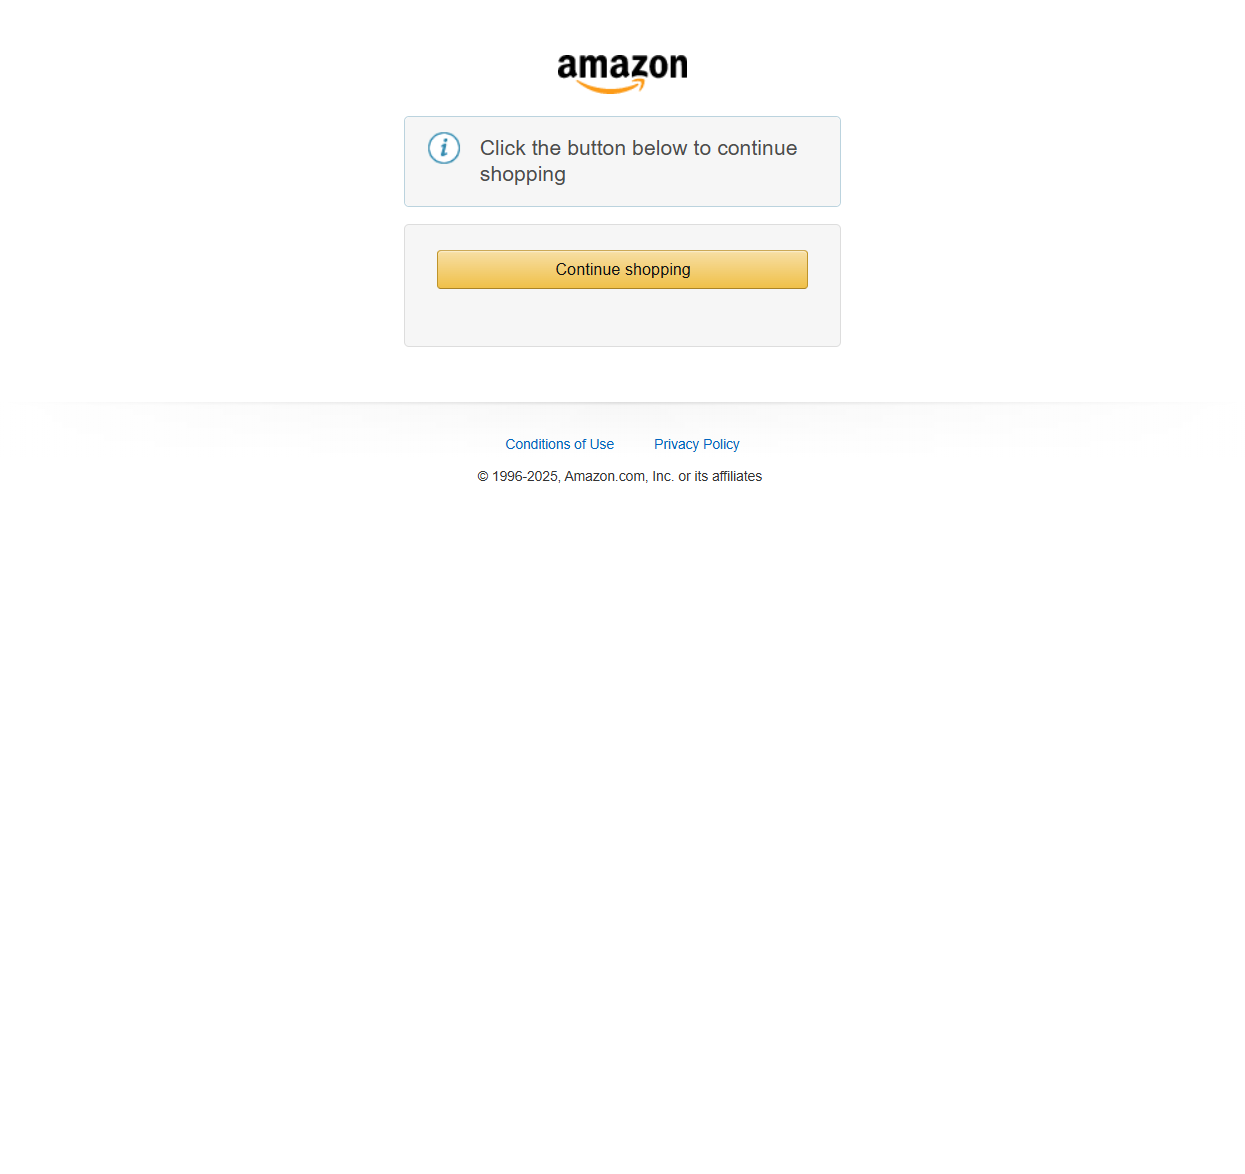 amazon
Click the button below to continue
shopping
Continue shopping
Conditions of Use Privacy Policy
© 1996-2025, Amazon.com, Inc. or its affiliates